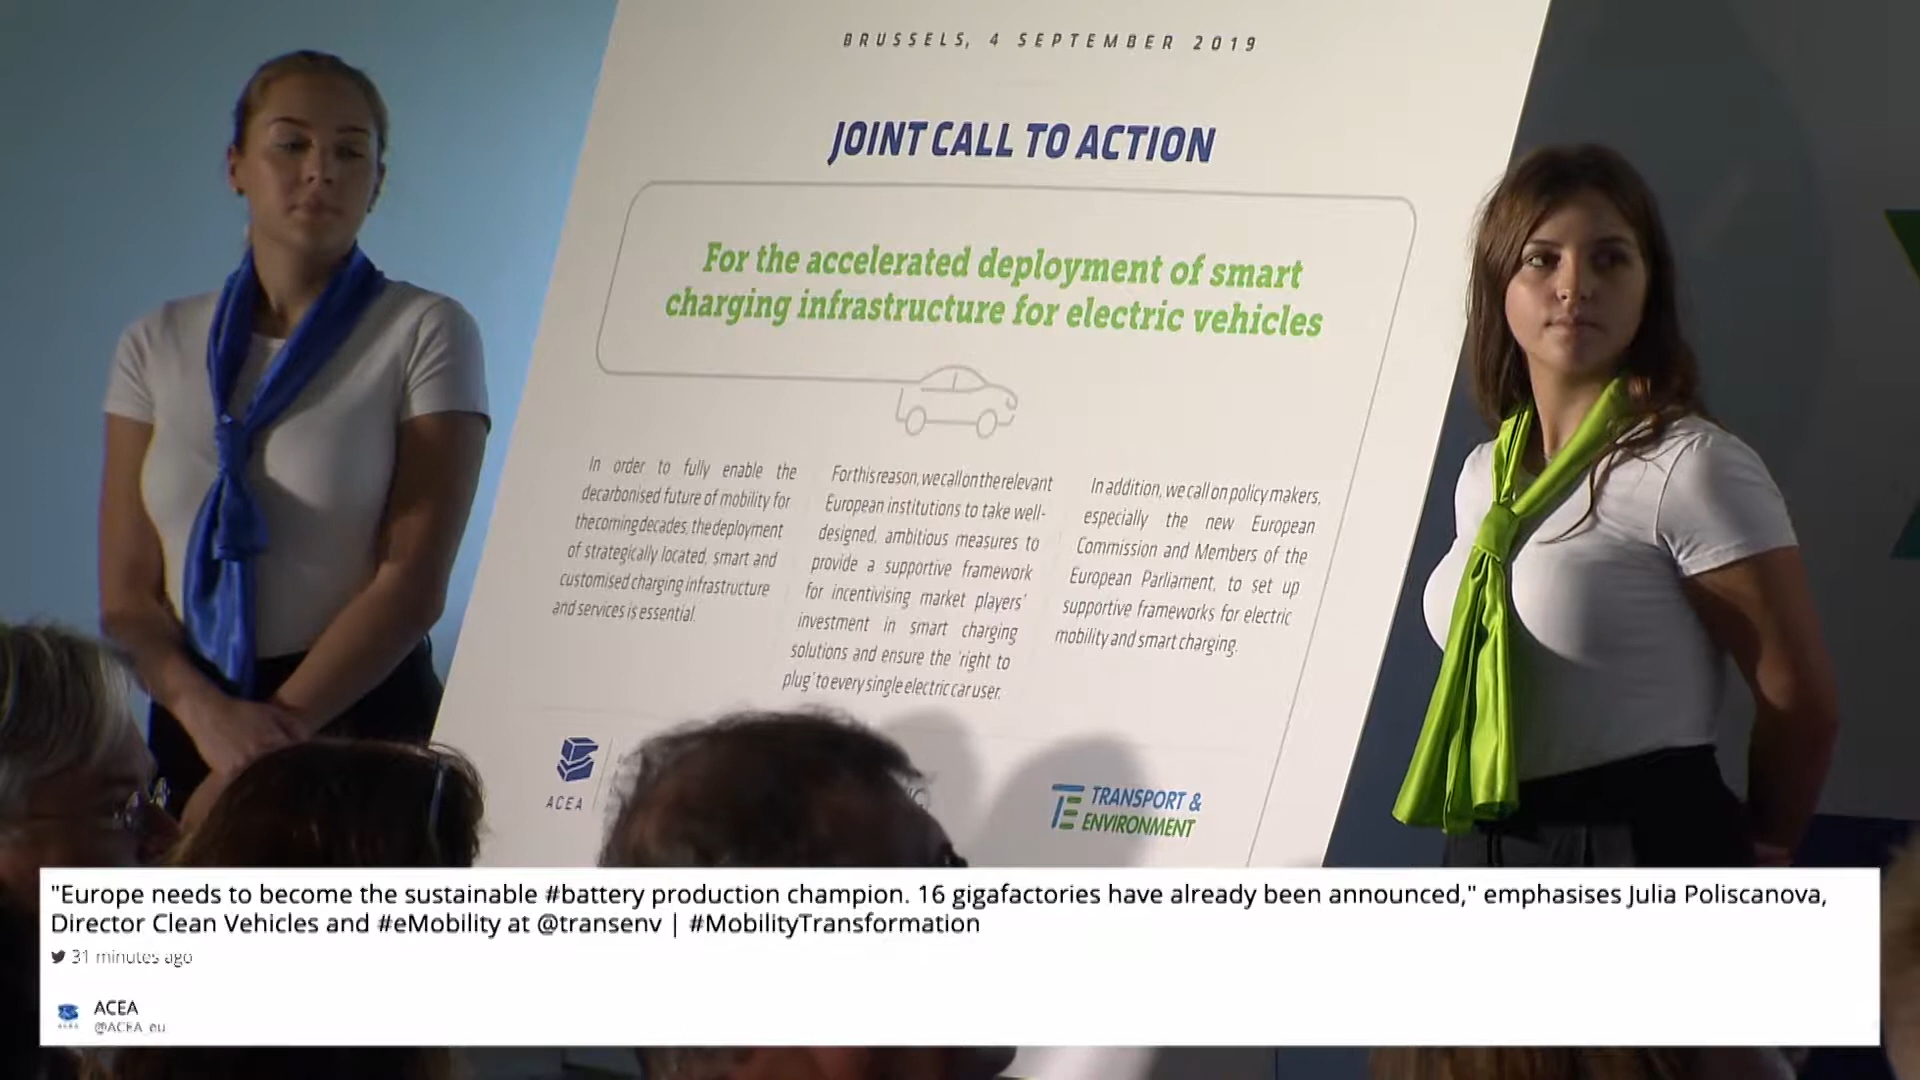 BRUSSELS, 4 SEPTEMBER 2019
JOINT CALL TO ACTION
For the accelerated deployment of smart
charging infrastructure for electric vehicles
In order to fully enable the
decarbonised future of mobility for
the coming decades, the deployment
of strategically located, smart and
customised charging infrastructure
and services is essential.
For this reason, we call on the relevant
European institutions to take well-
designed, ambitious measures to
provide a supportive framework
for incentivising market players'
investment in smart charging
solutions and ensure the 'right to
plug' to every single electric car user.
In addition, we call on policy makers,
especially the new European
Commission and Members of the
European Parliament, to set up
supportive frameworks for electric
mobility and smart charging.
ACEA
TE TRANSPORT &
ENVIRONMENT
"Europe needs to become the sustainable #battery production champion. 16 gigafactories have already been announced," emphasises Julia Poliscanova,
Director Clean Vehicles and #eMobility at @transenv | #MobilityTransformation
31 minutes ago
ACEA
@ACEA_eu